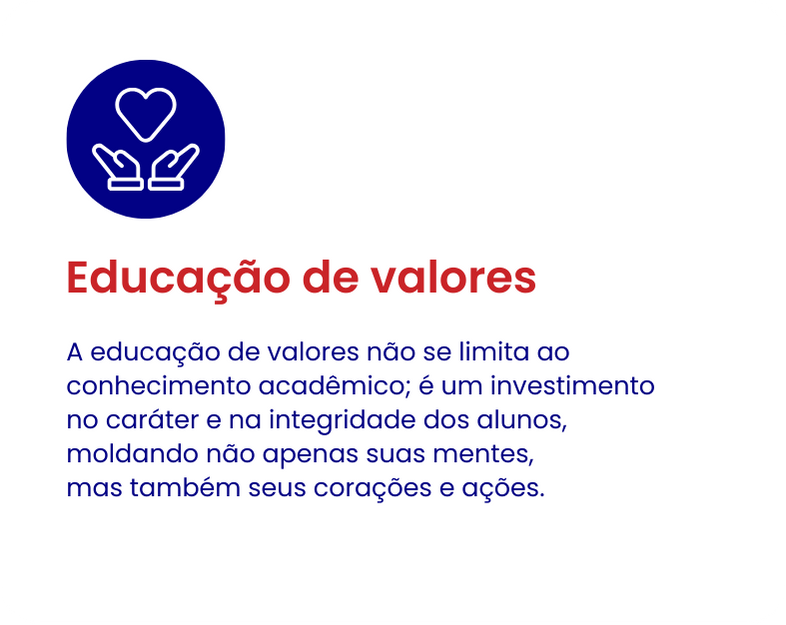 Educação de valores
A educação de valores não se limita ao
conhecimento acadêmico; é um investimento
no caráter e na integridade dos alunos,
moldando não apenas suas mentes,
mas também seus corações e ações.